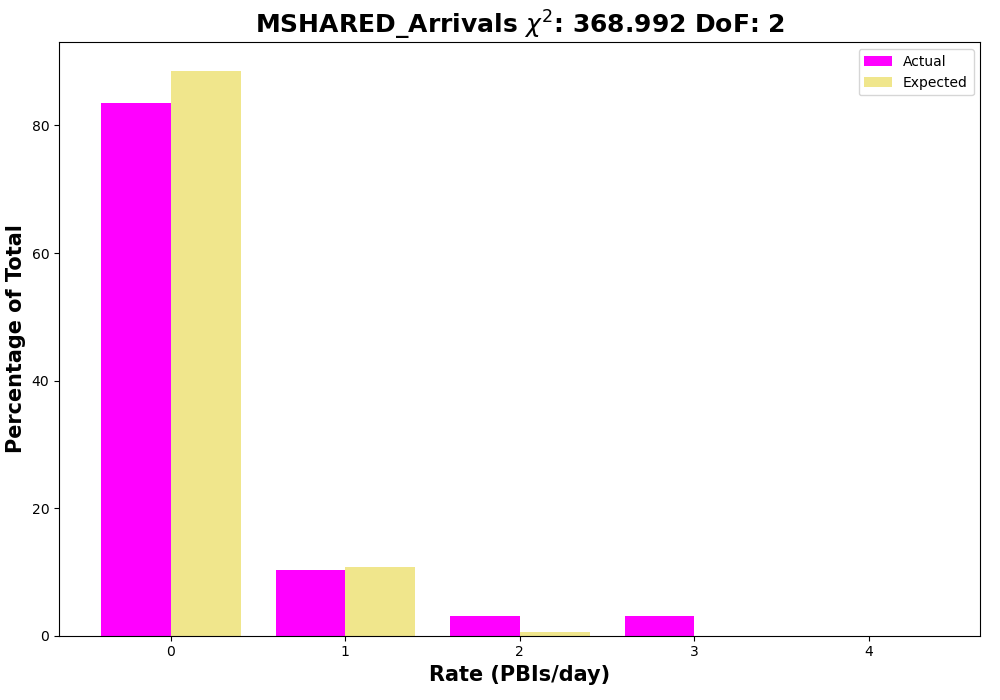 MSHARED_Arrivals χ²: 368.992 DoF: 2
Actual
Expected
80
60
40
20
0
Percentage of Total
0 1 2 3 4
Rate (PBIs/day)